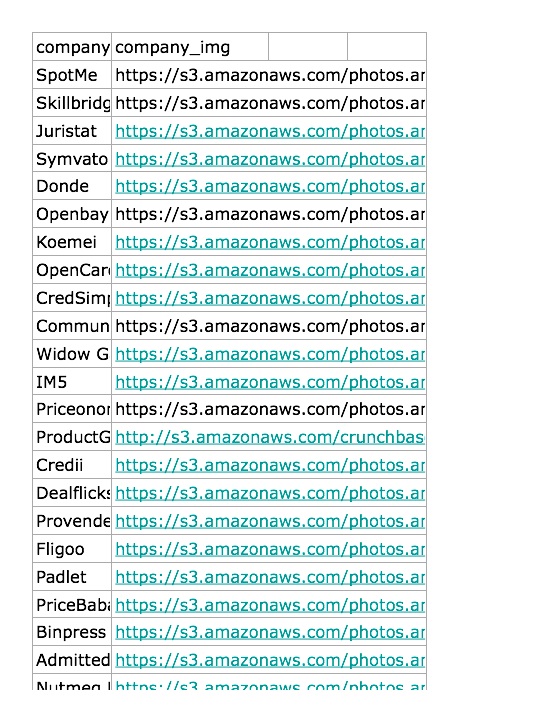 company company_img
SpotMe https://s3.amazonaws.com/photos.ar
Skillbridg https://s3.amazonaws.com/photos.ar
Juristat https://s3.amazonaws.com/photos.ar
Symvato https://s3.amazonaws.com/photos.ar
Donde https://s3.amazonaws.com/photos.ar
Openbay https://s3.amazonaws.com/photos.ar
Koemei https://s3.amazonaws.com/photos.ar
OpenCar https://s3.amazonaws.com/photos.ar
CredSimp https://s3.amazonaws.com/photos.ar
Commun https://s3.amazonaws.com/photos.ar
Widow G https://s3.amazonaws.com/photos.ar
IM5 https://s3.amazonaws.com/photos.ar
Priceonor https://s3.amazonaws.com/photos.ar
ProductG http://s3.amazonaws.com/crunchbas
Credii https://s3.amazonaws.com/photos.ar
Dealflicks https://s3.amazonaws.com/photos.ar
Provende https://s3.amazonaws.com/photos.ar
Fligoo https://s3.amazonaws.com/photos.ar
Padlet https://s3.amazonaws.com/photos.ar
PriceBaba https://s3.amazonaws.com/photos.ar
Binpress https://s3.amazonaws.com/photos.ar
Admitted https://s3.amazonaws.com/photos.ar
Nutmeg https://s3.amazonaws.com/photos.ar